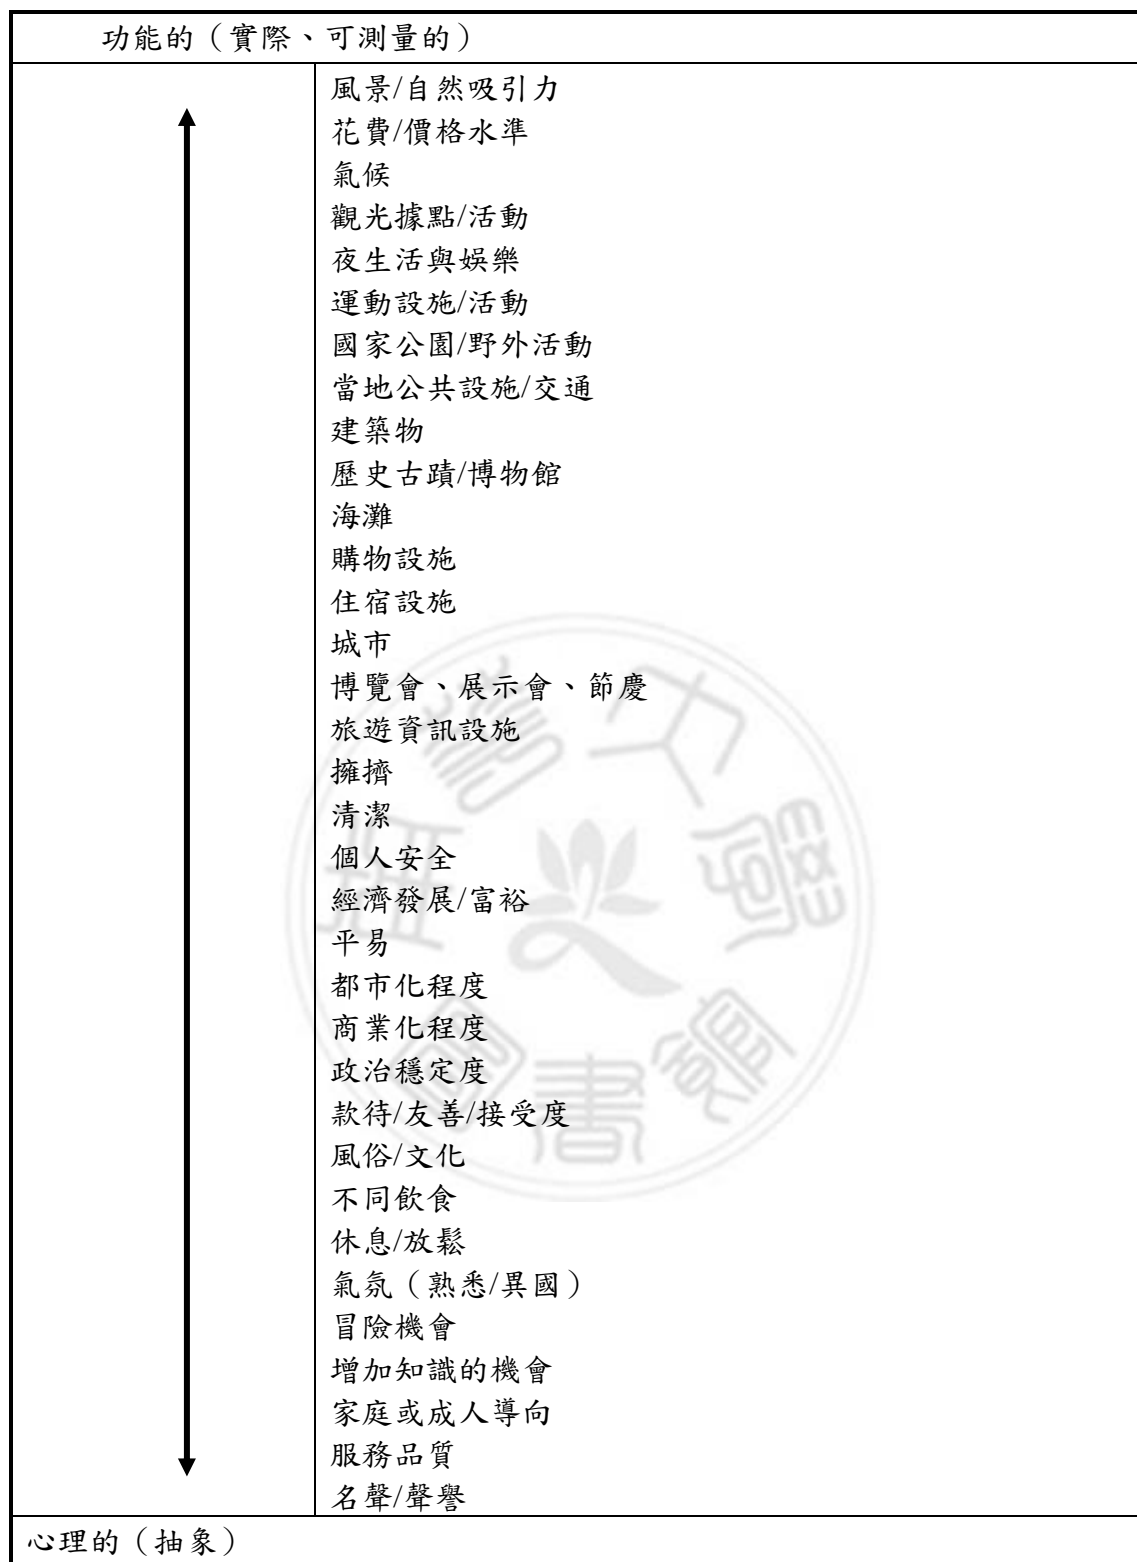 功能的（實際、可測量的）
風景/自然吸引力
花費/價格水準
氣候
觀光據點/活動
夜生活與娛樂
運動設施/活動
國家公園/野外活動
當地公共設施/交通
建築物
歷史古蹟/博物館
海灘
購物設施
住宿設施
城市
博覽會、展示會、節慶
旅遊資訊設施
擁擠
清潔
個人安全
經濟發展/富裕
平易
都市化程度
商業化程度
政治穩定度
款待/友善/接受度
風俗/文化
不同飲食
休息/放鬆
氣氛（熟悉/異國）
冒險機會
增加知識的機會
家庭或成人導向
服務品質
名聲/聲譽
心理的（抽象）